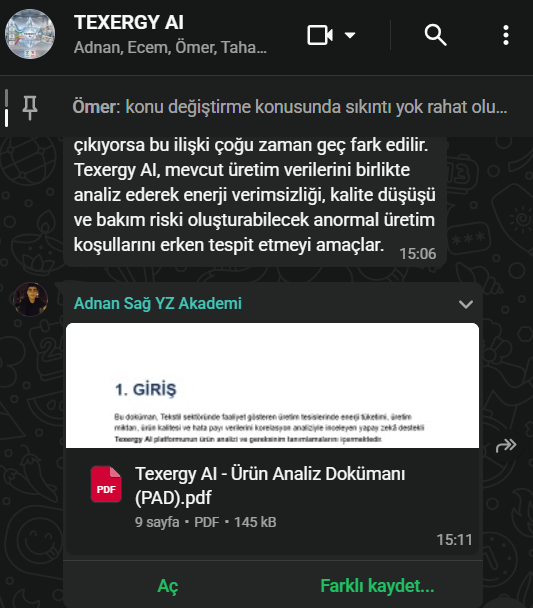 TEXERGY AI
Adnan, Ecem, Ömer, Taha...
Ömer: konu değiştirme konusunda sıkıntı yok rahat olu...
çıkıyorsa bu ilişki çoğu zaman geç fark edilir.
Texergy AI, mevcut üretim verilerini birlikte
analiz ederek enerji verimsizliği, kalite düşüşü
ve bakım riski oluşturabilecek anormal üretim
koşullarını erken tespit etmeyi amaçlar.
15:06
Adnan Sağ YZ Akademi
1. GİRİŞ
Bu doküman, Tekstil sektöründe faaliyet gösteren üretim tesislerinde enerji tüketimi, üretim
miktarı, ürün kalitesi ve hata payı verilerini korelasyon analiziyle inceleyen yapay zekâ destekli
Texergy AI platformunun ürün analizi ve gereksinim tanımlamalarını içermektedir.
PDF
Texergy AI - Ürün Analiz Dokümanı
(PAD).pdf
9 sayfa • PDF • 145 kB
15:11
Aç
Farklı kaydet...